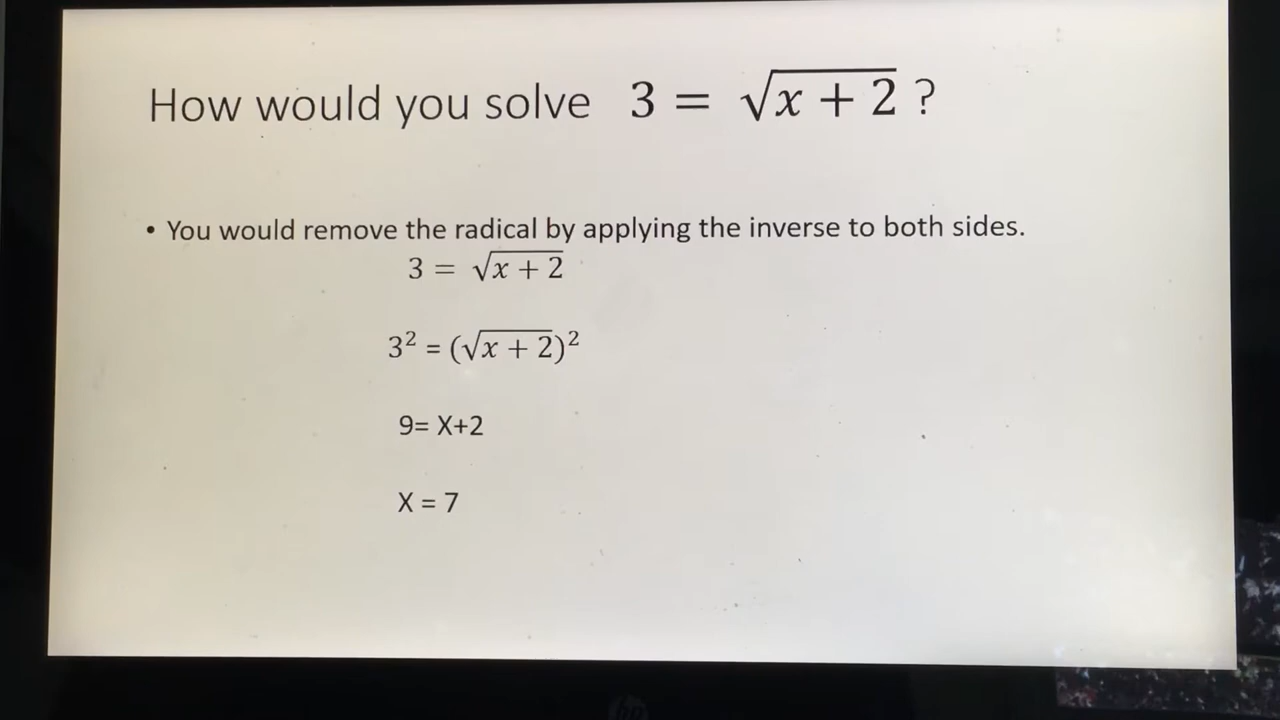 How would you solve 3 = √x + 2 ?
• You would remove the radical by applying the inverse to both sides.
3 = √x + 2
3² = (√x + 2)²
9= X+2
X = 7
hp